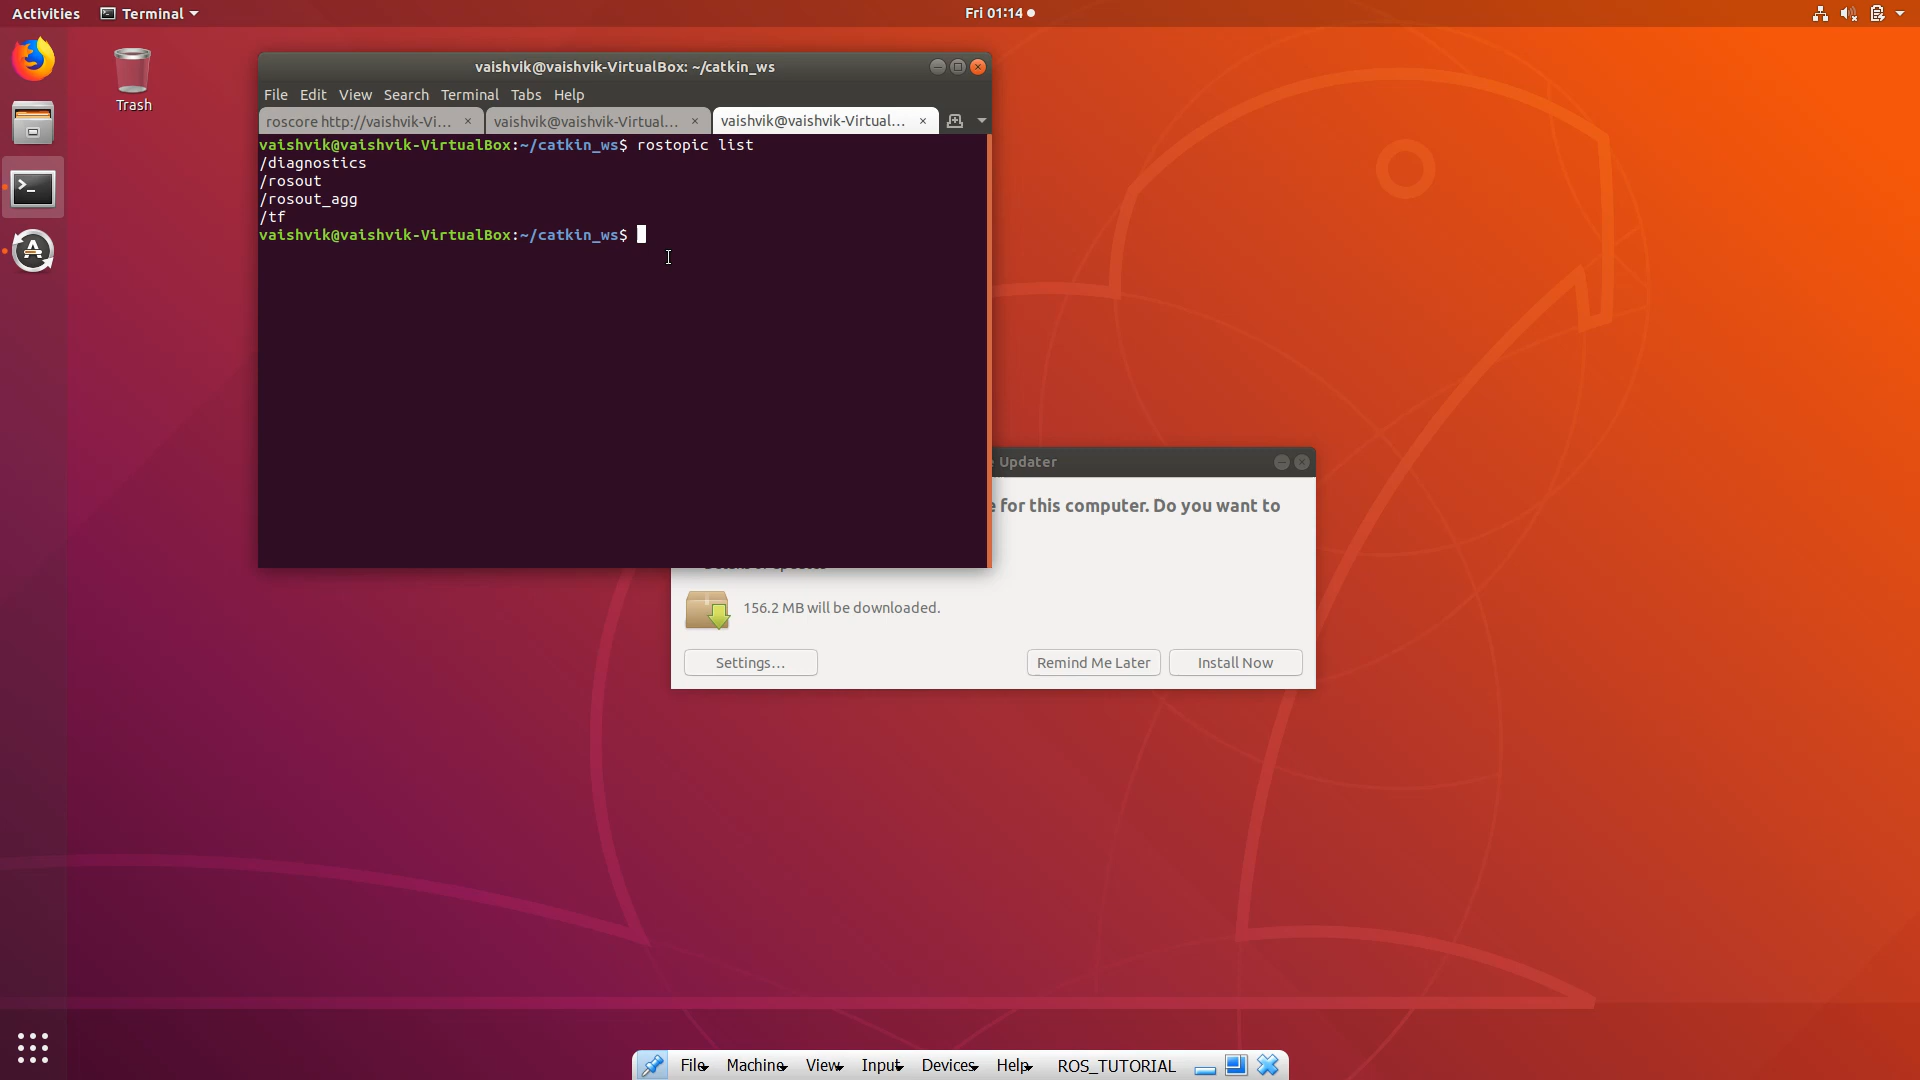 Activities Terminal Fri 01:14
Trash
vaishvik@vaishvik-VirtualBox: ~/catkin_ws
File Edit View Search Terminal Tabs Help
roscore http://vaishvik-Vi... × vaishvik@vaishvik-Virtual... × vaishvik@vaishvik-Virtual... ×
vaishvik@vaishvik-VirtualBox:~/catkin_ws$ rostopic list
/diagnostics
/rosout
/rosout_agg
/tf
vaishvik@vaishvik-VirtualBox:~/catkin_ws$
Updater
for this computer. Do you want to
156.2 MB will be downloaded.
Settings... Remind Me Later Install Now
File Machine View Input Devices Help ROS_TUTORIAL